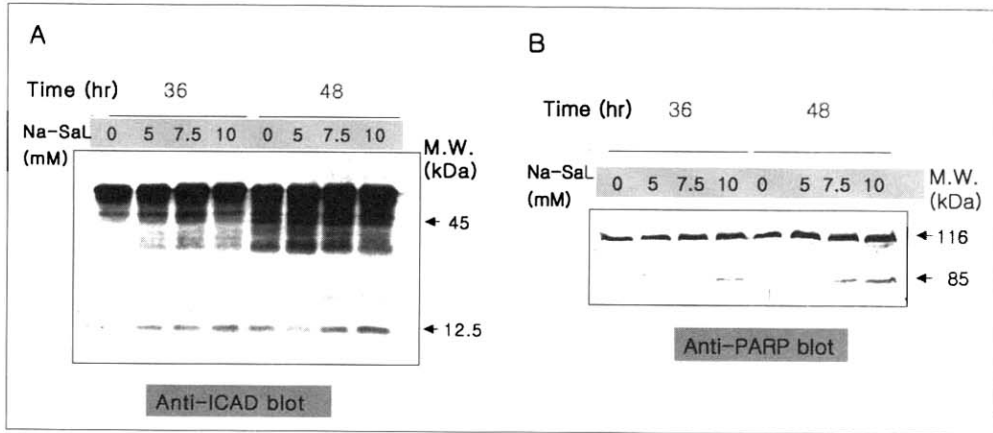 A
Time (hr) 36 48
Na-SaL 0 5 7.5 10 0 5 7.5 10 M.W.
(mM) (kDa)
45
12.5
Anti-ICAD blot
B
Time (hr) 36 48
Na-SaL 0 5 7.5 10 0 5 7.5 10 M.W.
(mM) (kDa)
116
85
Anti-PARP blot